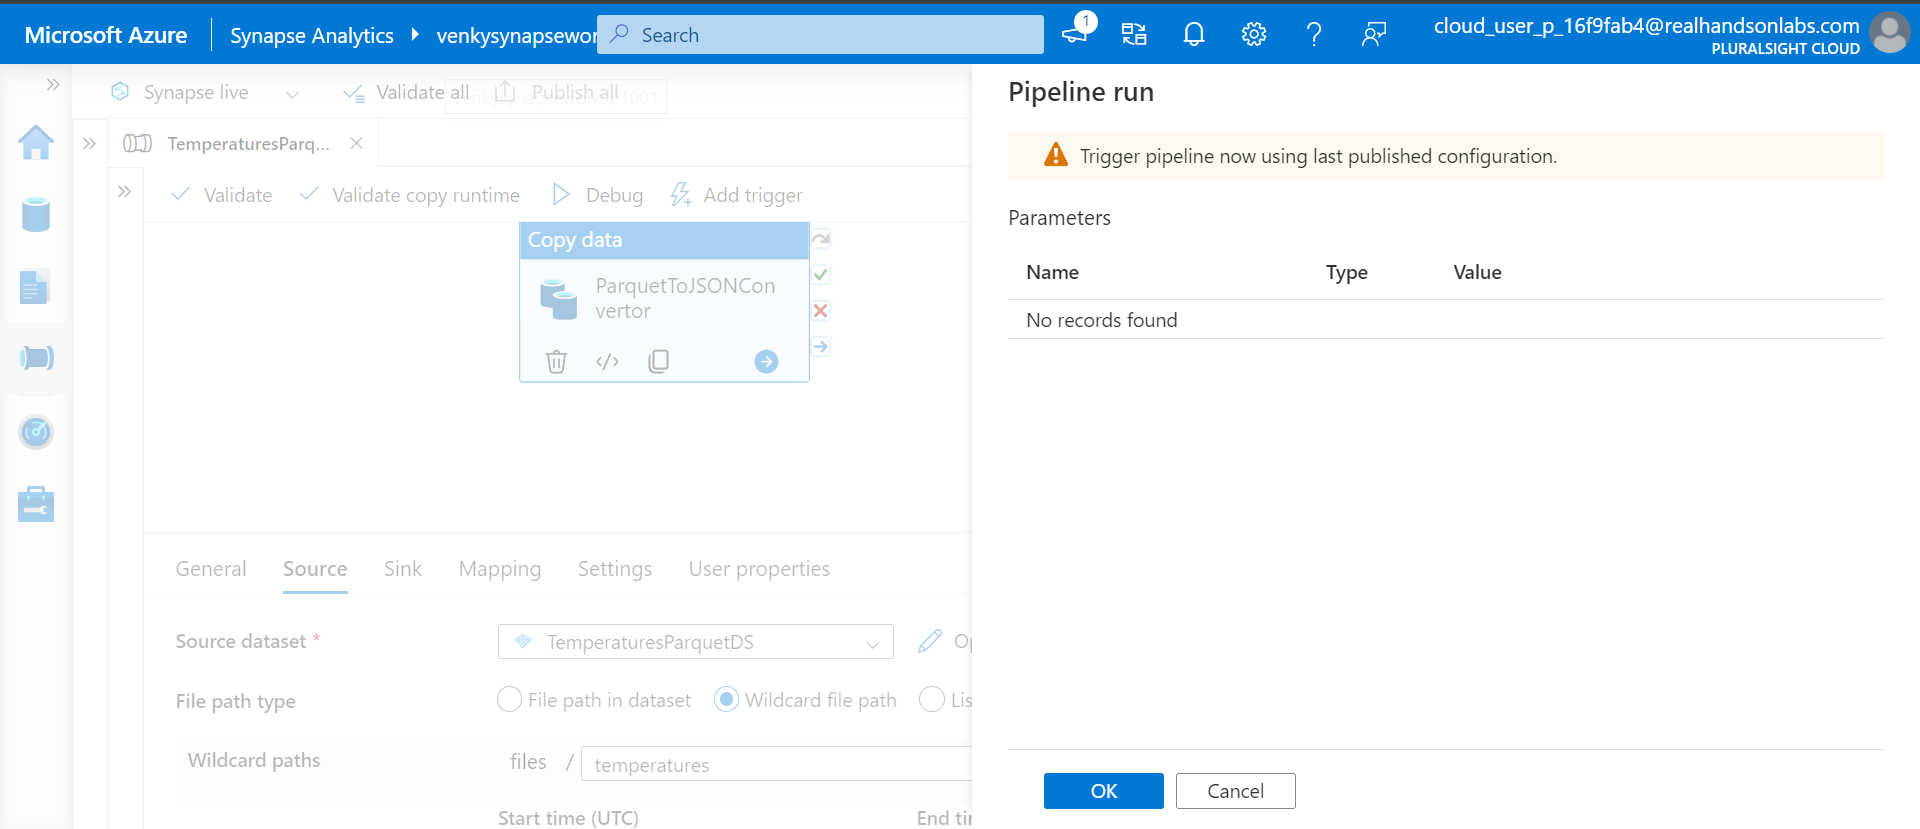 Microsoft Azure
Synapse Analytics
venkysynapsewor
Search
1
cloud_user_p_16f9fab4@realhandsonlabs.com
PLURALSIGHT CLOUD
Synapse live
Validate all
Publish all
TemperaturesParq...
Validate
Validate copy runtime
Debug
Add trigger
Copy data
ParquetToJSONCon
vertor
General
Source
Sink
Mapping
Settings
User properties
Source dataset *
TemperaturesParquetDS
Op
File path type
File path in dataset
Wildcard file path
Lis
Wildcard paths
files /
temperatures
Start time (UTC)
End tir
Pipeline run
Trigger pipeline now using last published configuration.
Parameters
Name Type Value
No records found
OK
Cancel